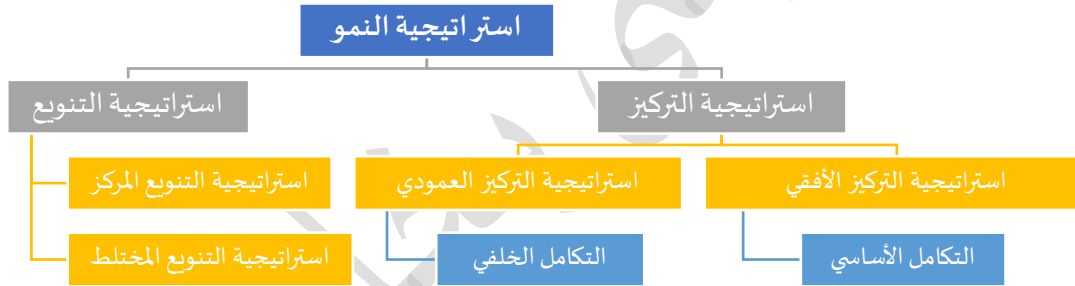 استراتيجية النمو
استراتيجية التركيز
استراتيجية التنويع
استراتيجية التركيز الأفقي
استراتيجية التركيز العمودي
استراتيجية التنويع المركز
التكامل الأساسي
التكامل الخلفي
استراتيجية التنويع المختلط